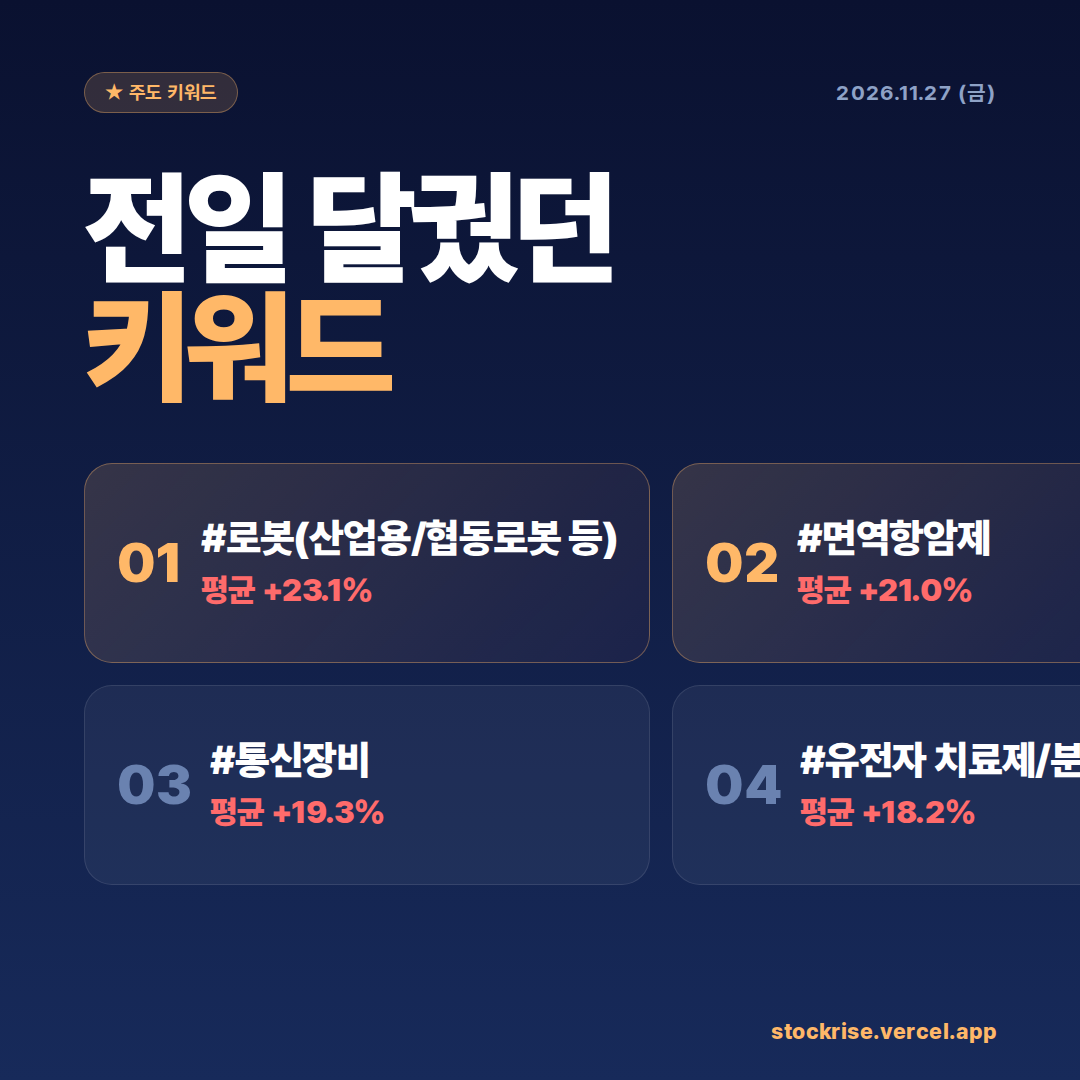 ★ 주도 키워드
2026.11.27 (금)
전일 달궜던
키워드
01
#로봇(산업용/협동로봇 등)
평균 +23.1%
02
#면역항암제
평균 +21.0%
03
#통신장비
평균 +19.3%
04
#유전자 치료제/분
평균 +18.2%
stockrise.vercel.app